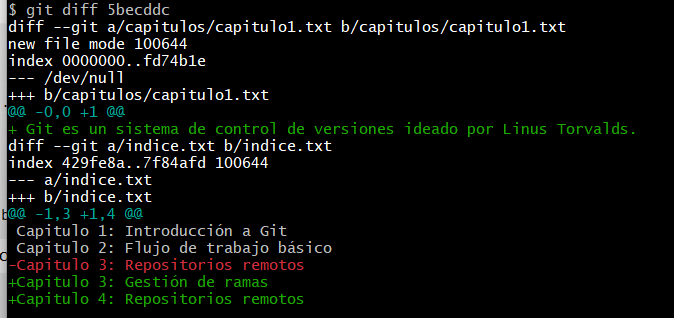 $ git diff 5becddc
diff --git a/capitulos/capitulo1.txt b/capitulos/capitulo1.txt
new file mode 100644
index 0000000..fd74b1e
--- /dev/null
+++ b/capitulos/capitulo1.txt
@@ -0,0 +1 @@
+ Git es un sistema de control de versiones ideado por Linus Torvalds.
diff --git a/indice.txt b/indice.txt
index 429fe8a..7f84afd 100644
--- a/indice.txt
+++ b/indice.txt
@@ -1,3 +1,4 @@
 Capitulo 1: Introducción a Git
 Capitulo 2: Flujo de trabajo básico
-Capitulo 3: Repositorios remotos
+Capitulo 3: Gestión de ramas
+Capitulo 4: Repositorios remotos